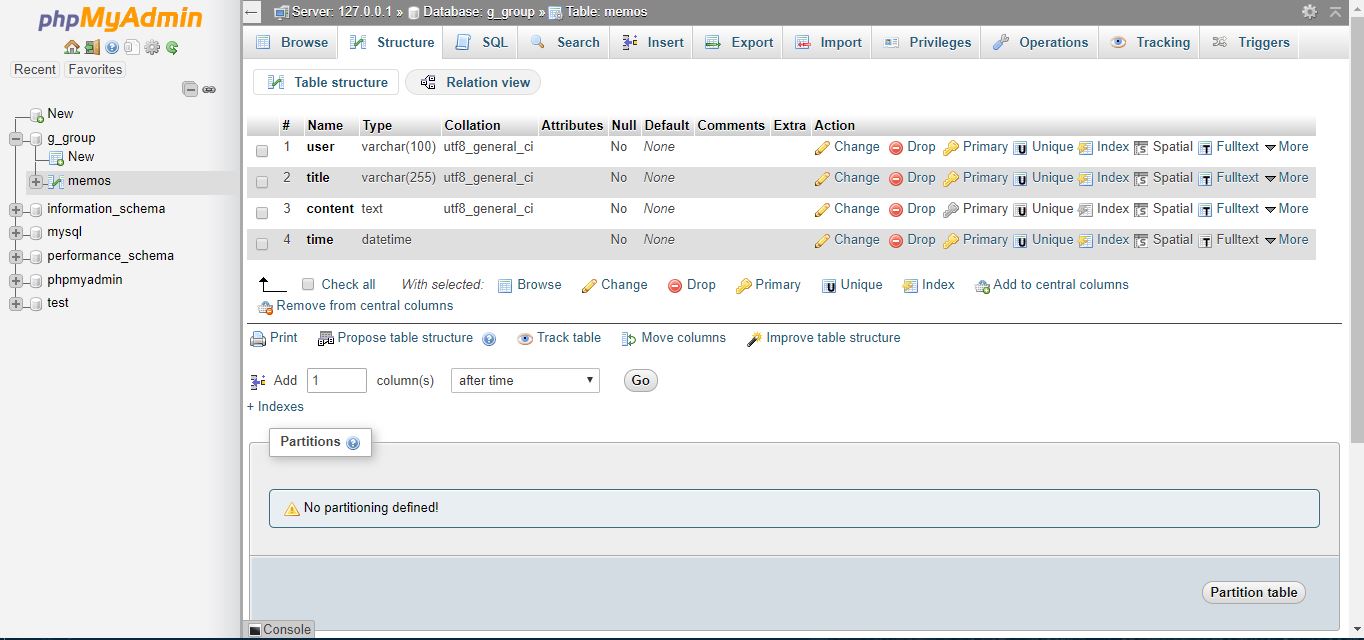 phpMyAdmin
Recent Favorites
New
g_group
New
memos
information_schema
mysql
performance_schema
phpmyadmin
test
Server: 127.0.0.1 » Database: g_group » Table: memos
Browse Structure SQL Search Insert Export Import Privileges Operations Tracking Triggers
Table structure Relation view
# Name Type Collation Attributes Null Default Comments Extra Action
1 user varchar(100) utf8_general_ci No None Change Drop Primary Unique Index Spatial Fulltext More
2 title varchar(255) utf8_general_ci No None Change Drop Primary Unique Index Spatial Fulltext More
3 content text utf8_general_ci No None Change Drop Primary Unique Index Spatial Fulltext More
4 time datetime No None Change Drop Primary Unique Index Spatial Fulltext More
Check all With selected: Browse Change Drop Primary Unique Index Add to central columns
Remove from central columns
Print Propose table structure Track table Move columns Improve table structure
Add 1 column(s) after time Go
+ Indexes
Partitions
No partitioning defined!
Partition table
Console